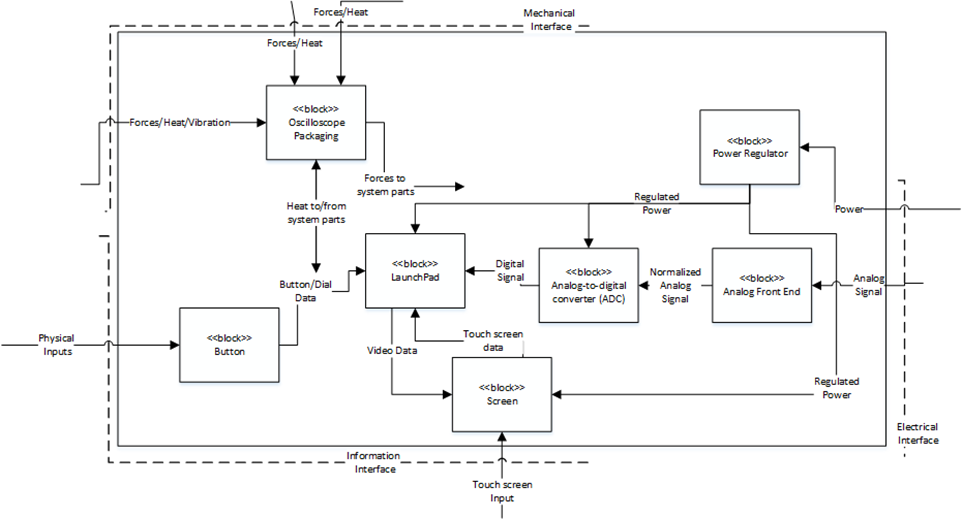 Forces/Heat
Mechanical
Interface
Forces/Heat
<<block>>
Oscilloscope
Packaging
Forces/Heat/Vibration
<<block>>
Power Regulator
Forces to
system parts
Heat to/from
system parts
Regulated
Power
Power
<<block>>
LaunchPad
Digital
Signal
<<block>>
Analog-to-digital
converter (ADC)
Normalized
Analog
Signal
<<block>>
Analog Front End
Analog
Signal
Button/Dial
Data
Physical
Inputs
<<block>>
Button
Video Data
Touch screen
data
<<block>>
Screen
Regulated
Power
Electrical
Interface
Information
Interface
Touch screen
Input